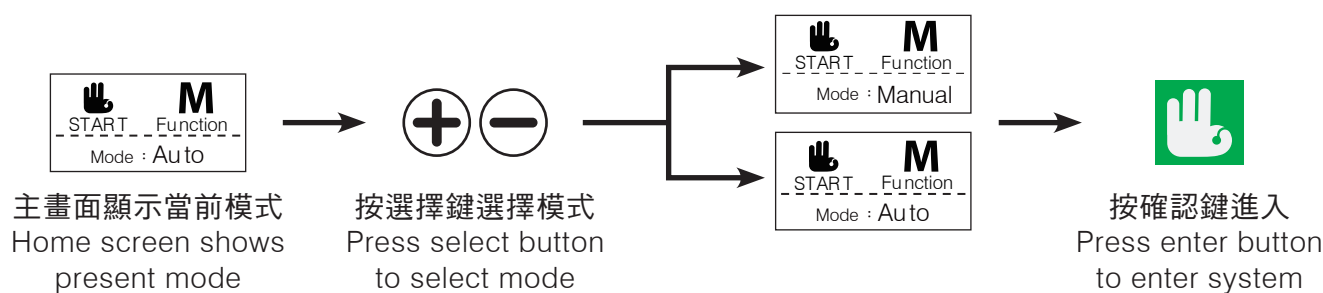 M
START Function
Mode：Auto
主畫面顯示當前模式
Home screen shows
present mode
按選擇鍵選擇模式
Press select button
to select mode
M
START Function
Mode：Manual
M
START Function
Mode：Auto
按確認鍵進入
Press enter button
to enter system